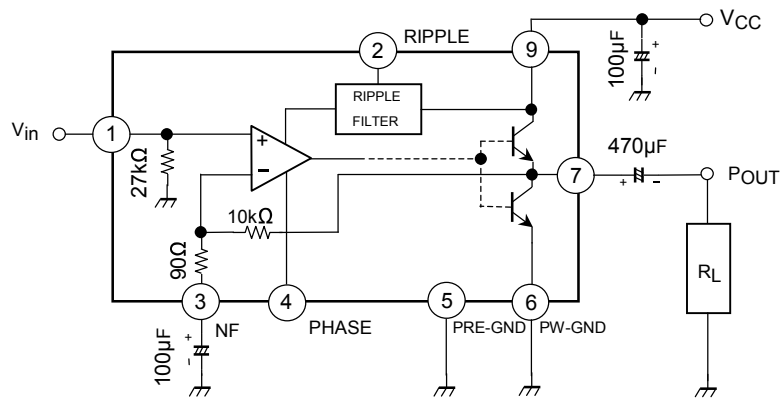 V_CC
RIPPLE
2
9
100μF
+
-
RIPPLE
FILTER
Vin
1
+
-
27kΩ
470μF
7
+
-
POUT
10kΩ
90Ω
RL
3
NF
4
PHASE
5
PRE-GND
6
PW-GND
100μF
+
-